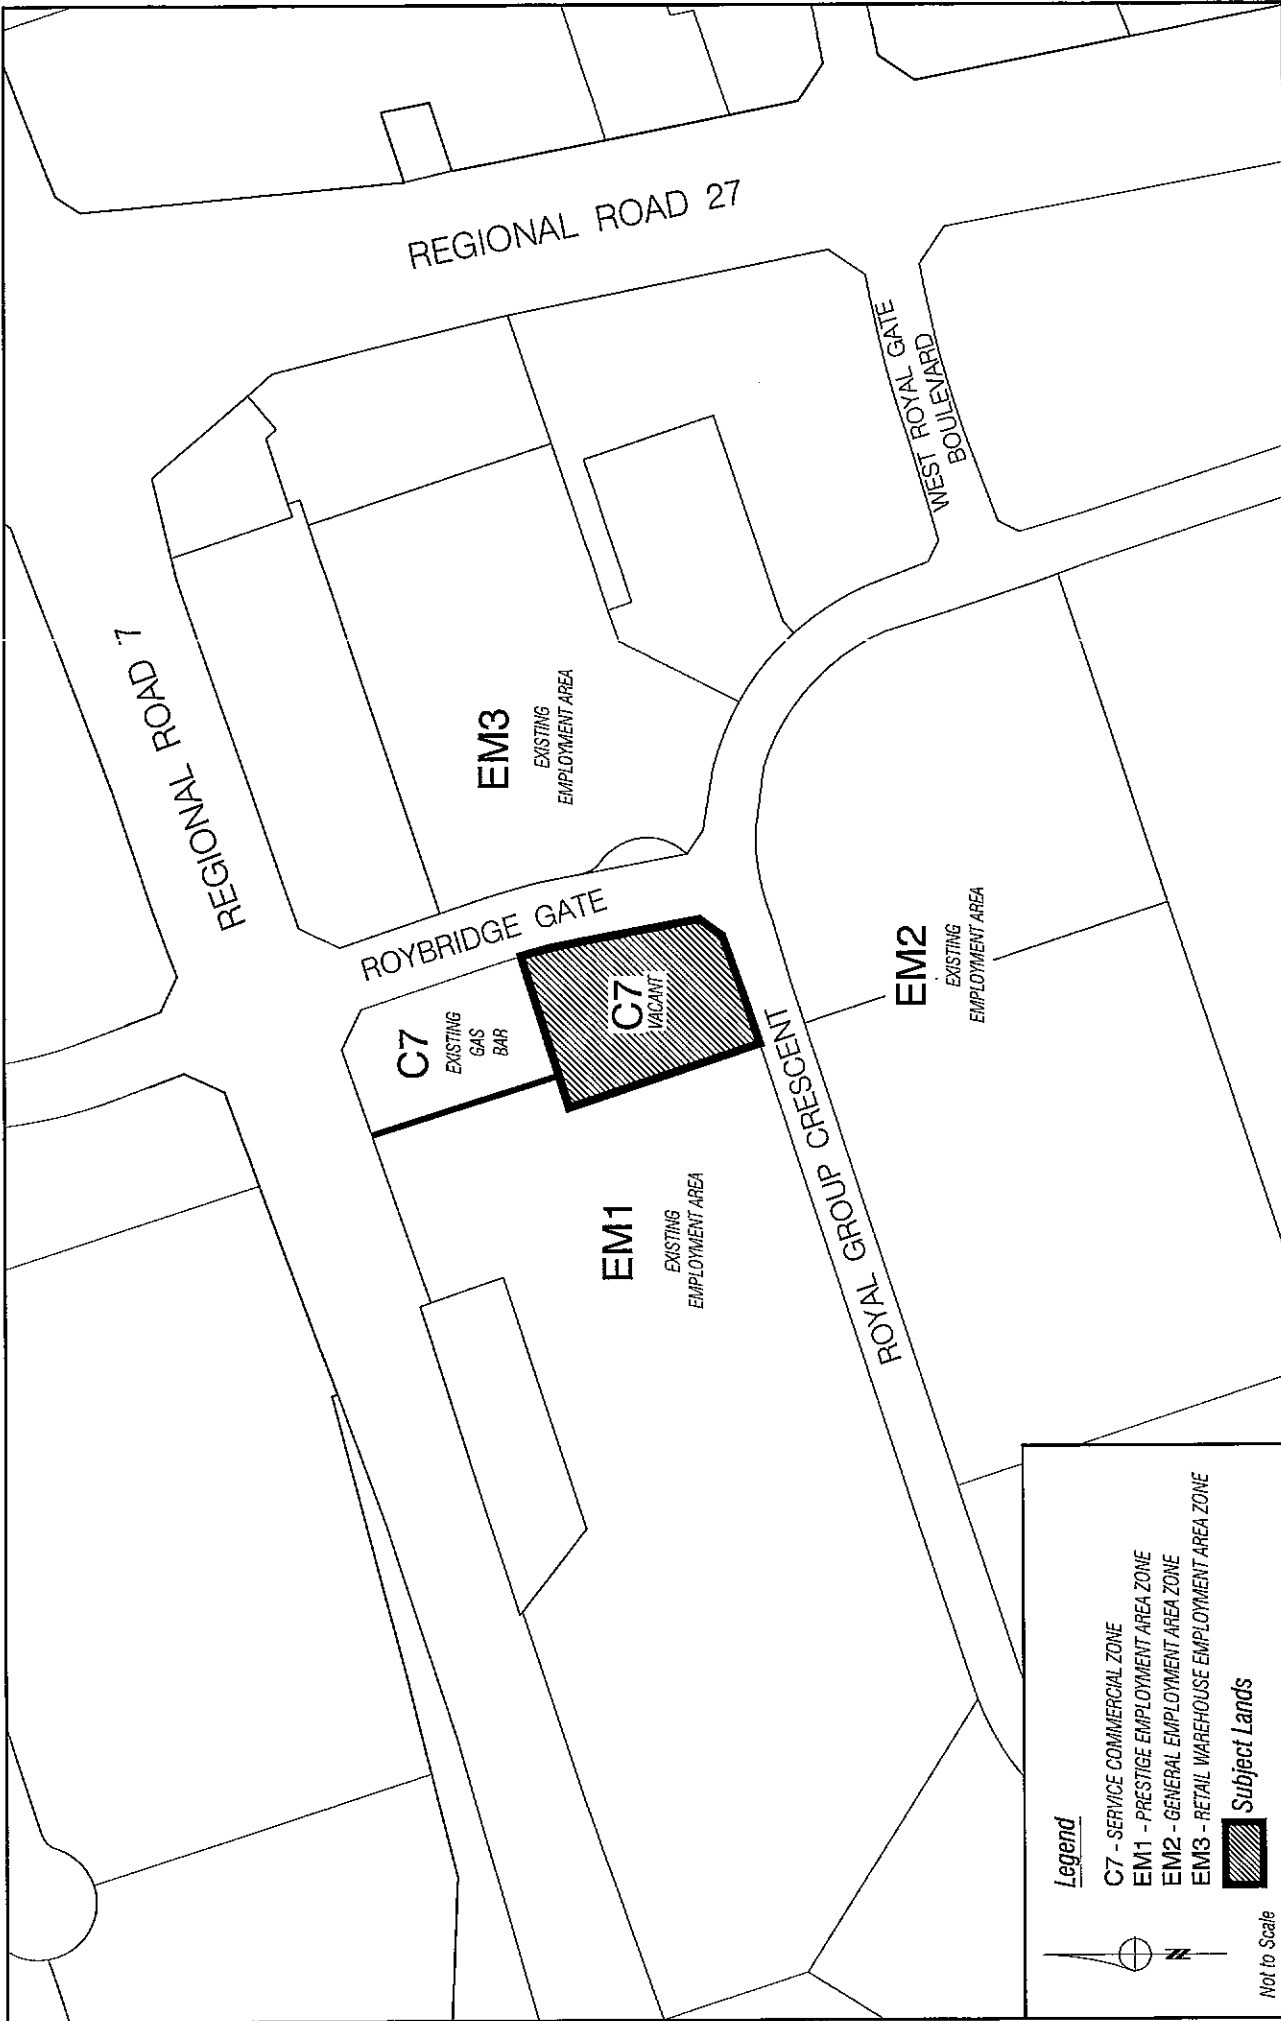 REGIONAL ROAD 7
REGIONAL ROAD 27
ROYBRIDGE GATE
WEST ROYAL GATE
BOULEVARD
ROYAL GROUP CRESCENT
C7
EXISTING
GAS
BAR
C7
VACANT
EM3
EXISTING
EMPLOYMENT AREA
EM1
EXISTING
EMPLOYMENT AREA
EM2
EXISTING
EMPLOYMENT AREA
Legend
C7 - SERVICE COMMERCIAL ZONE
EM1 - PRESTIGE EMPLOYMENT AREA ZONE
EM2 - GENERAL EMPLOYMENT AREA ZONE
EM3 - RETAIL WAREHOUSE EMPLOYMENT AREA ZONE
Subject Lands
N
Not to Scale